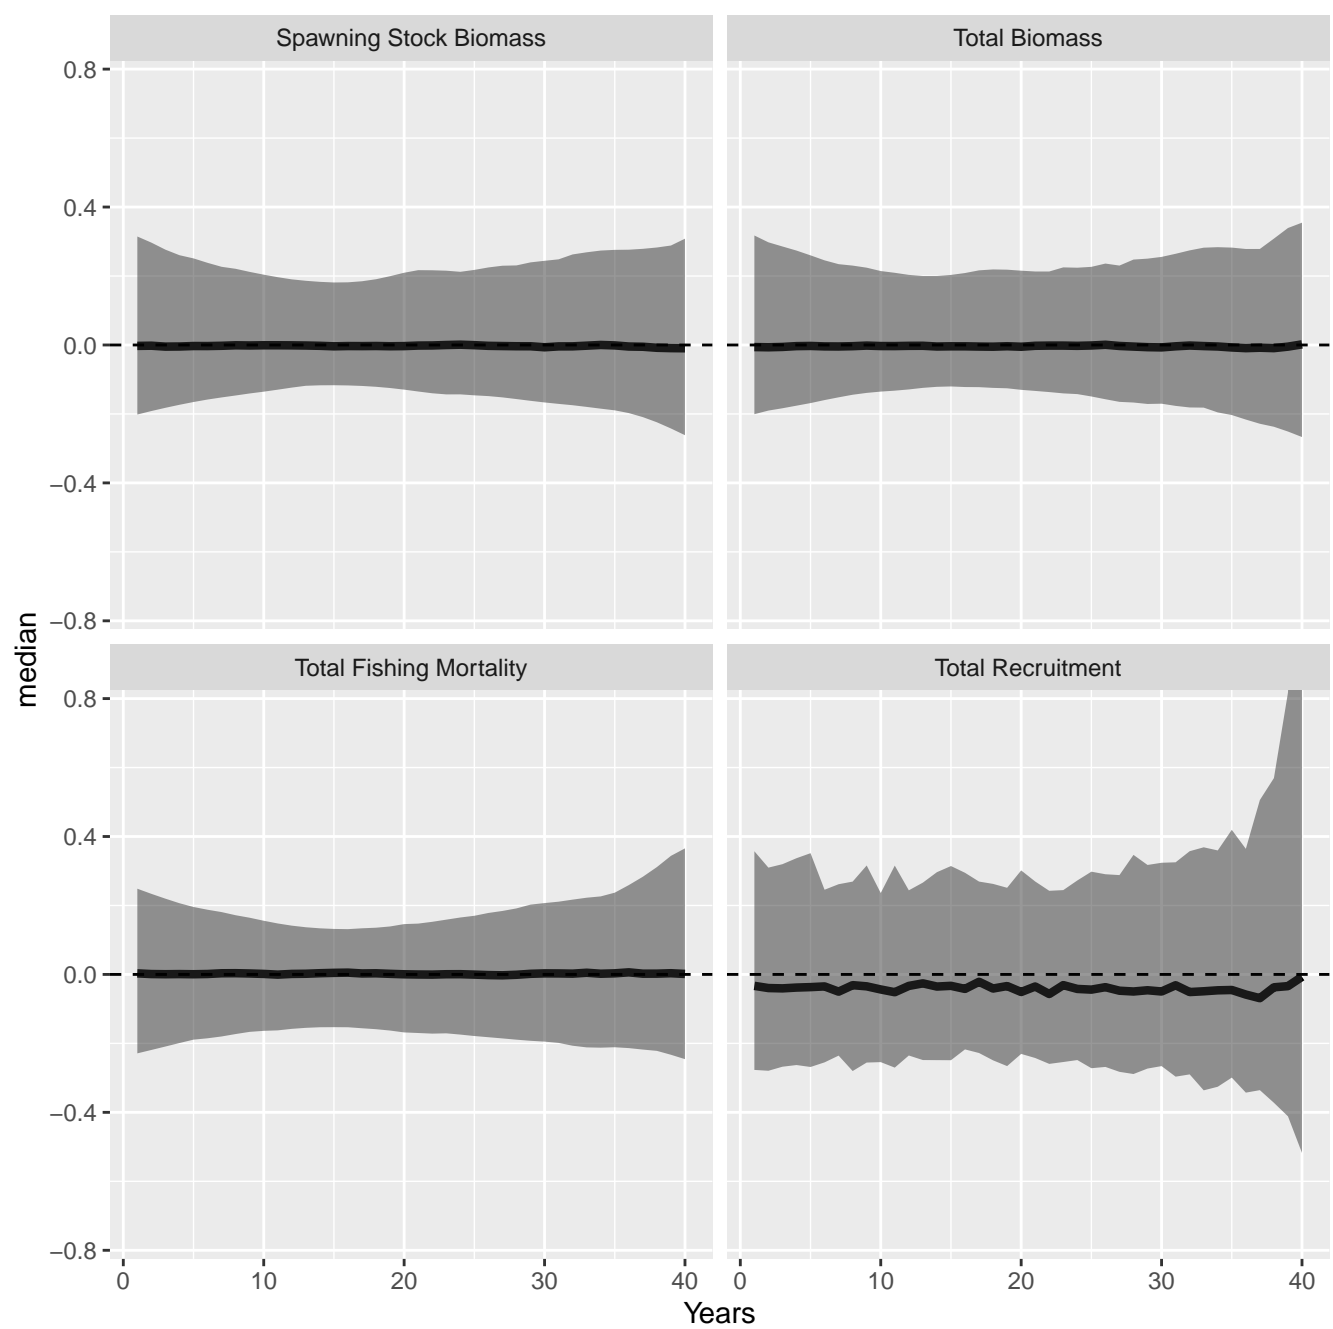 Spawning Stock Biomass
Total Biomass
0.8
0.4
0.0
−0.4
−0.8
median
Total Fishing Mortality
Total Recruitment
0.8
0.4
0.0
−0.4
−0.8
0 10 20 30 40
0 10 20 30 40
Years